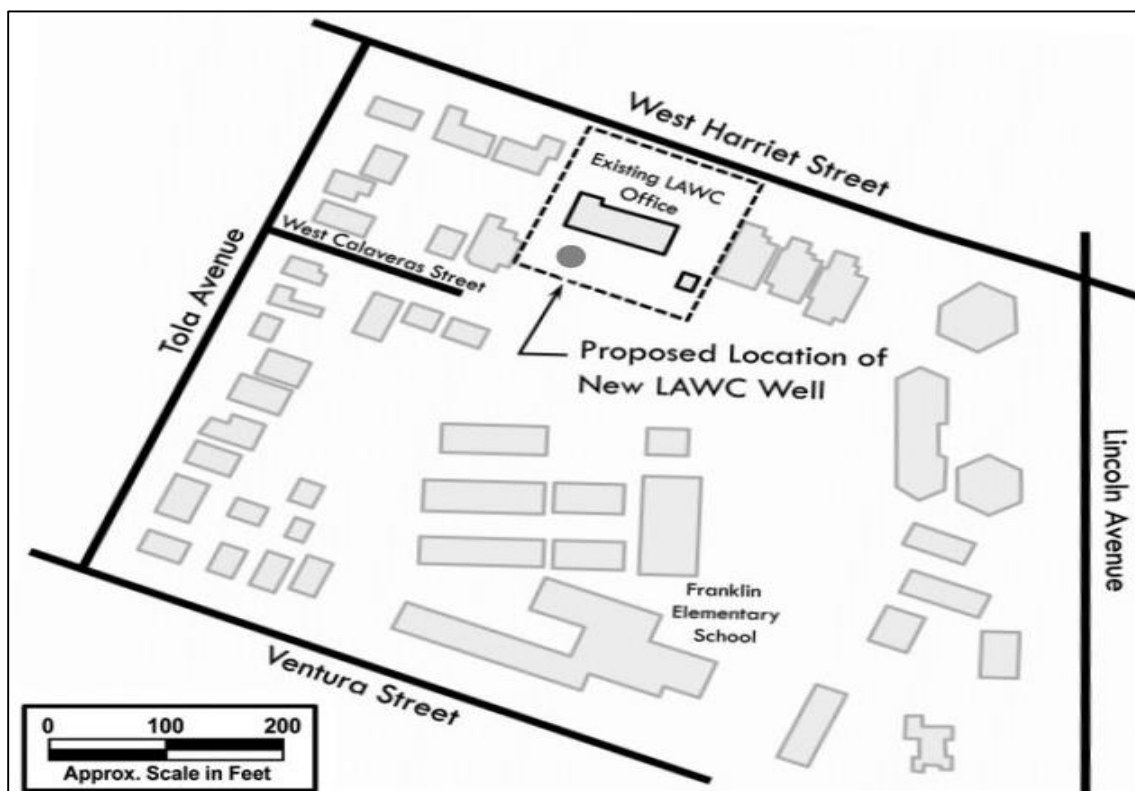 West Harriet Street
Existing LAWC
Office
West Calaveras Street
Tola Avenue
Proposed Location of
New LAWC Well
Lincoln Avenue
Franklin
Elementary
School
Ventura Street
0 100 200
Approx. Scale in Feet